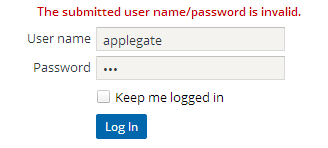 The submitted user name/password is invalid.
User name applegate
Password •••
Keep me logged in
Log In